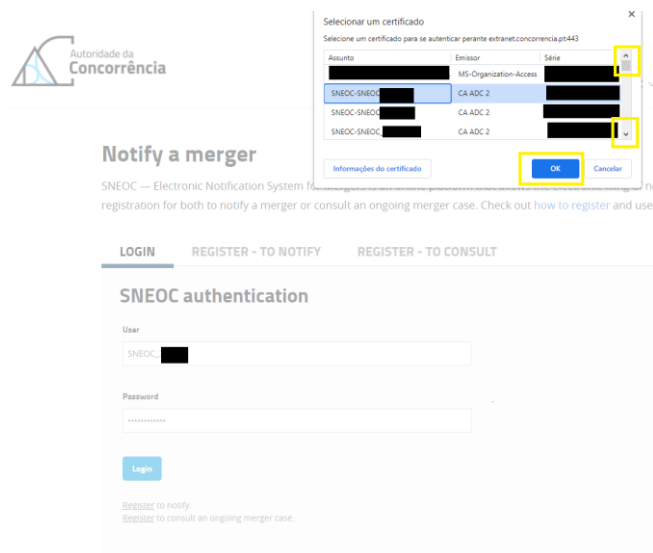 Selecionar um certificado
Selecione um certificado para se autenticar perante extranet.concorrencia.pt:443
Assunto Emissor Série
MS-Organization-Access
SNEOC-SNEOC CA ADC 2
SNEOC-SNEOC CA ADC 2
SNEOC-SNEOC_ CA ADC 2
Informações do certificado OK Cancelar
Autoridade da
Concorrência
Notify a merger
SNEOC — Electronic Notification System for
registration for both to notify a merger or consult an ongoing merger case. Check out how to register and use
LOGIN REGISTER - TO NOTIFY REGISTER - TO CONSULT
SNEOC authentication
User
SNEOC_
Password
············
Login
Register to notify.
Register to consult an ongoing merger case.